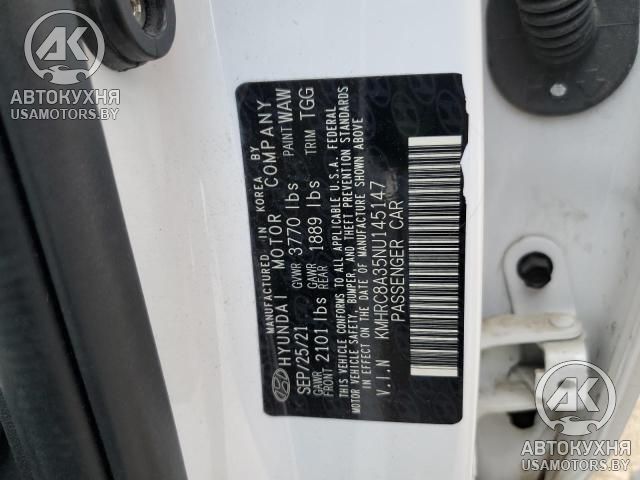 АВТОКУХНЯ
USAMOTORS.BY
MANUFACTURED IN KOREA BY
HYUNDAI MOTOR COMPANY
SEP/25/21 GVWR 3770 lbs PAINT WAW
GAWR FRONT 2101 lbs GAWR REAR 1889 lbs TRIM TGG
THIS VEHICLE CONFORMS TO ALL APPLICABLE U.S.A. FEDERAL
MOTOR VEHICLE SAFETY, BUMPER, AND THEFT PREVENTION STANDARDS
IN EFFECT ON THE DATE OF MANUFACTURE SHOWN ABOVE
V.I.N KMHRC8A35NU145147
PASSENGER CAR
АВТОКУХНЯ
USAMOTORS.BY